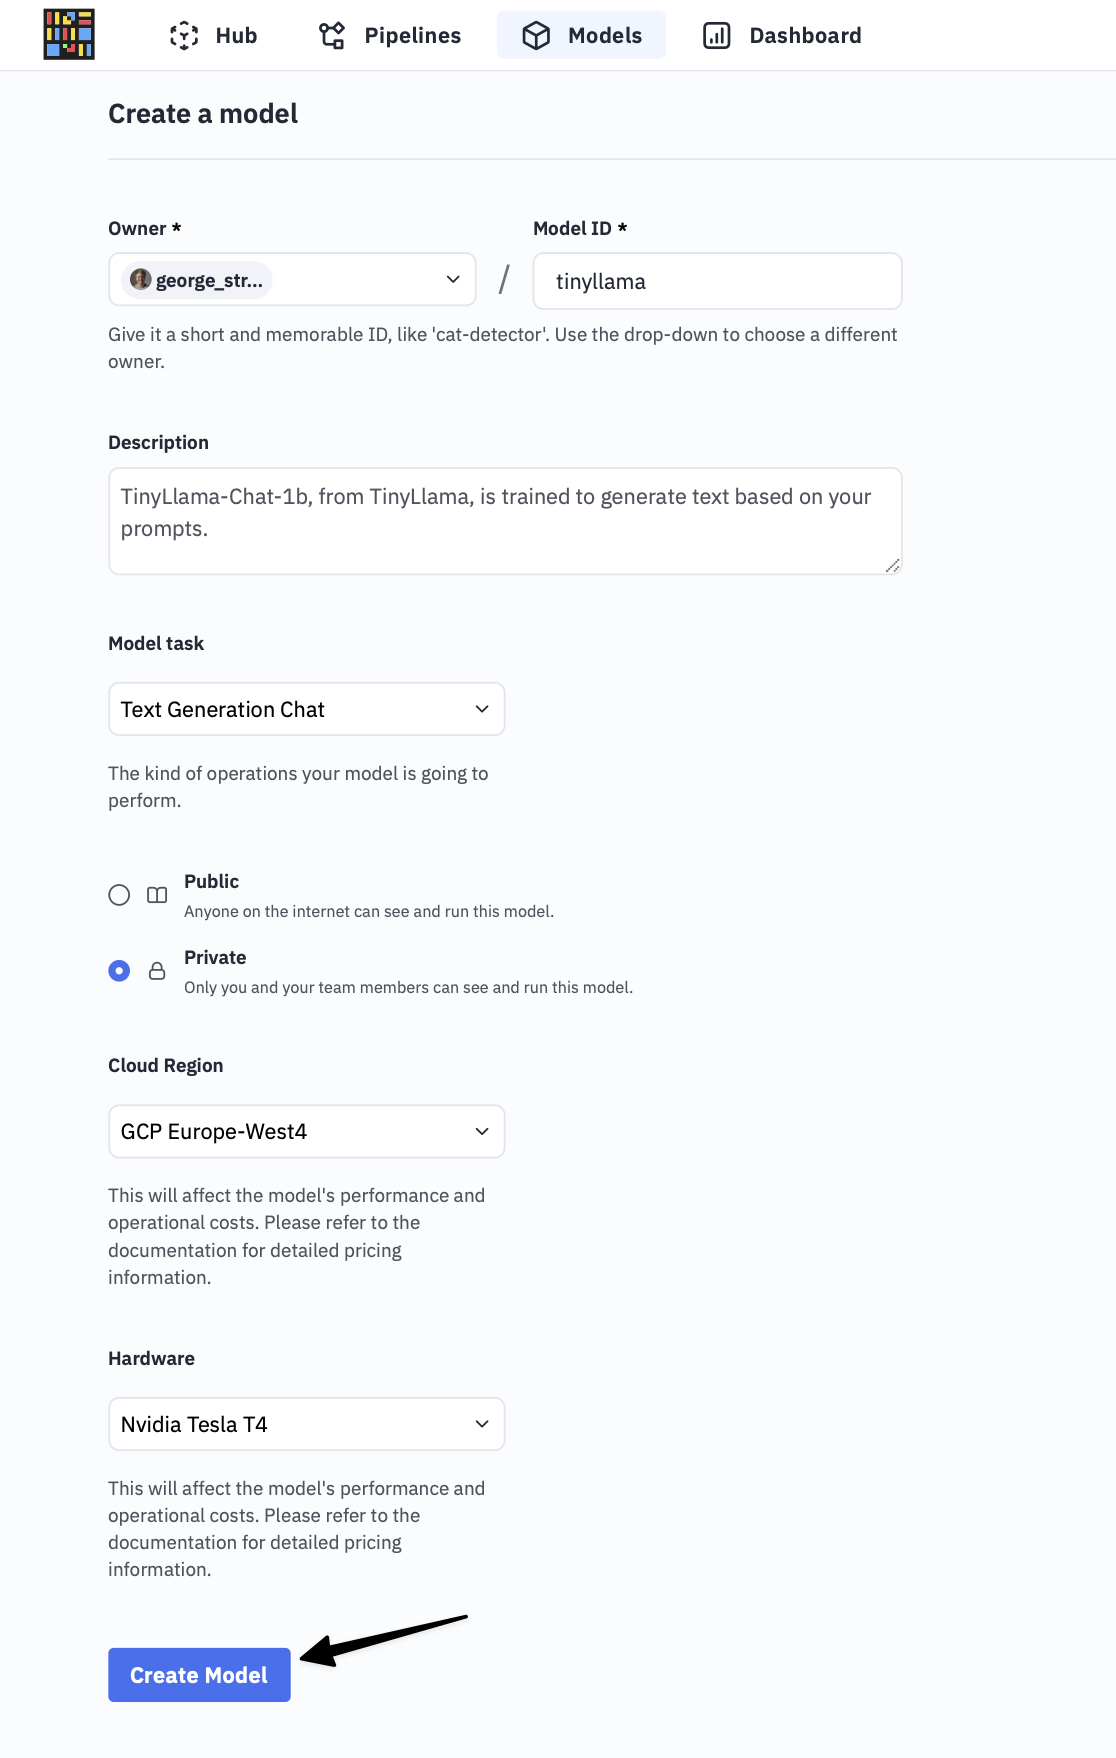 Hub Pipelines Models Dashboard
Create a model
Owner * Model ID *
george_str... / tinyllama
Give it a short and memorable ID, like 'cat-detector'. Use the drop-down to choose a different
owner.
Description
TinyLlama-Chat-1b, from TinyLlama, is trained to generate text based on your
prompts.
Model task
Text Generation Chat
The kind of operations your model is going to
perform.
Public
Anyone on the internet can see and run this model.
Private
Only you and your team members can see and run this model.
Cloud Region
GCP Europe-West4
This will affect the model's performance and
operational costs. Please refer to the
documentation for detailed pricing
information.
Hardware
Nvidia Tesla T4
This will affect the model's performance and
operational costs. Please refer to the
documentation for detailed pricing
information.
Create Model